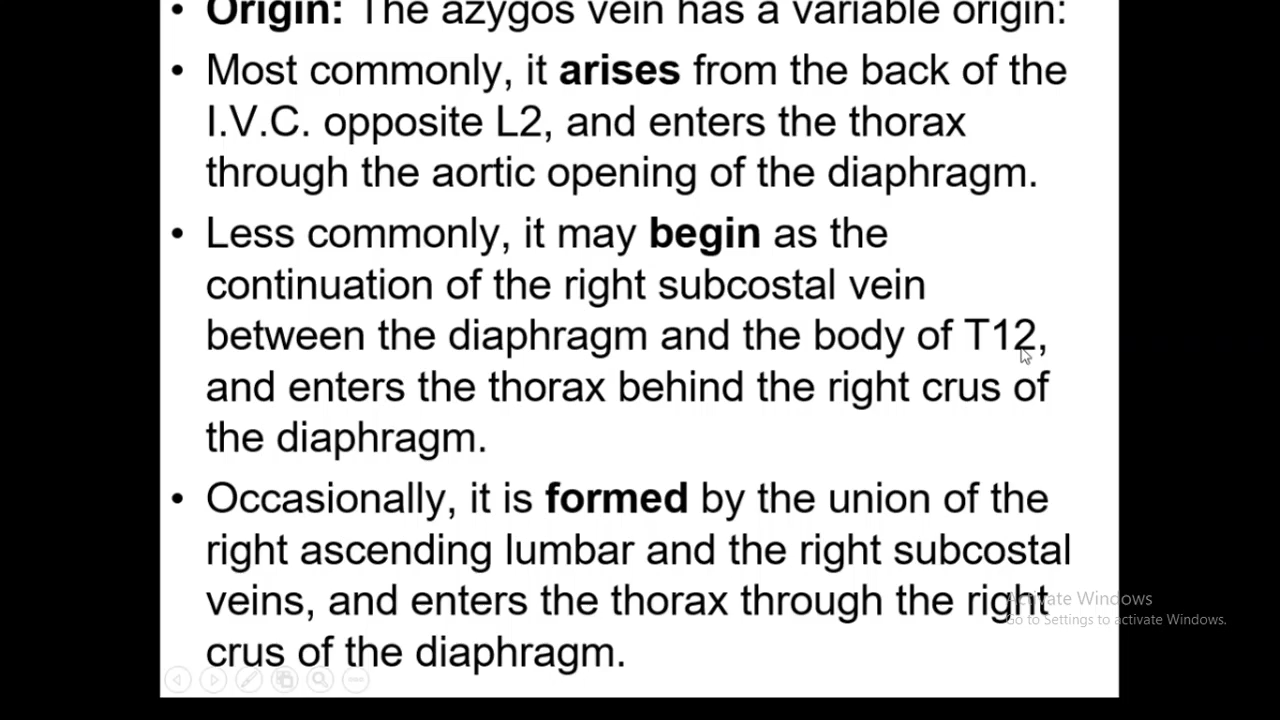 • Origin: The azygos vein has a variable origin:
• Most commonly, it arises from the back of the
I.V.C. opposite L2, and enters the thorax
through the aortic opening of the diaphragm.
• Less commonly, it may begin as the
continuation of the right subcostal vein
between the diaphragm and the body of T12,
and enters the thorax behind the right crus of
the diaphragm.
• Occasionally, it is formed by the union of the
right ascending lumbar and the right subcostal
veins, and enters the thorax through the right
crus of the diaphragm.
Activate Windows
Go to Settings to activate Windows.